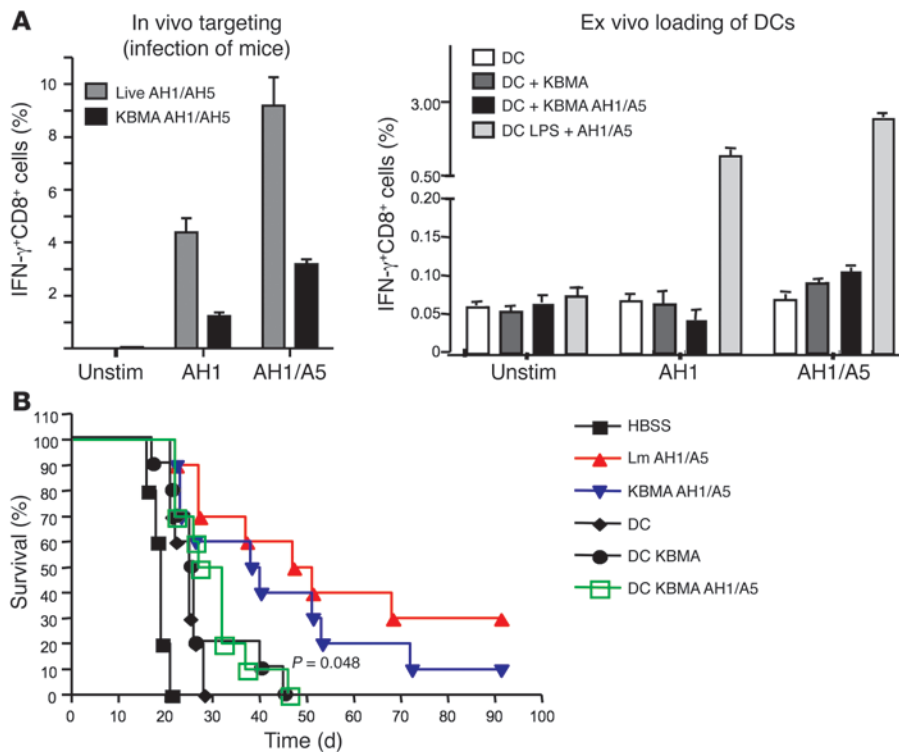 A
In vivo targeting
(infection of mice)
Live AH1/AH5
KBMA AH1/AH5
IFN-γ⁺CD8⁺ cells (%)
10
8
6
4
2
Unstim
AH1
AH1/A5
Ex vivo loading of DCs
DC
DC + KBMA
DC + KBMA AH1/A5
DC LPS + AH1/A5
IFN-γ⁺CD8⁺ cells (%)
3.00
0.50
0.20
0.15
0.10
0.05
0
Unstim
AH1
AH1/A5
B
Survival (%)
110
100
90
80
70
60
50
40
30
20
10
0
P = 0.048
0 10 20 30 40 50 60 70 80 90 100
Time (d)
HBSS
Lm AH1/A5
KBMA AH1/A5
DC
DC KBMA
DC KBMA AH1/A5